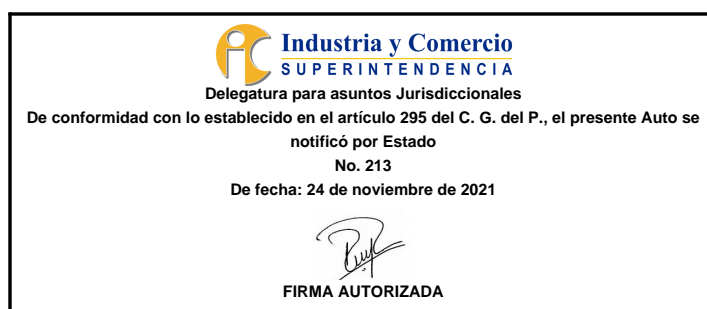 Industria y Comercio
SUPERINTENDENCIA
Delegatura para asuntos Jurisdiccionales
De conformidad con lo establecido en el artículo 295 del C. G. del P., el presente Auto se
notificó por Estado
No. 213
De fecha: 24 de noviembre de 2021
FIRMA AUTORIZADA